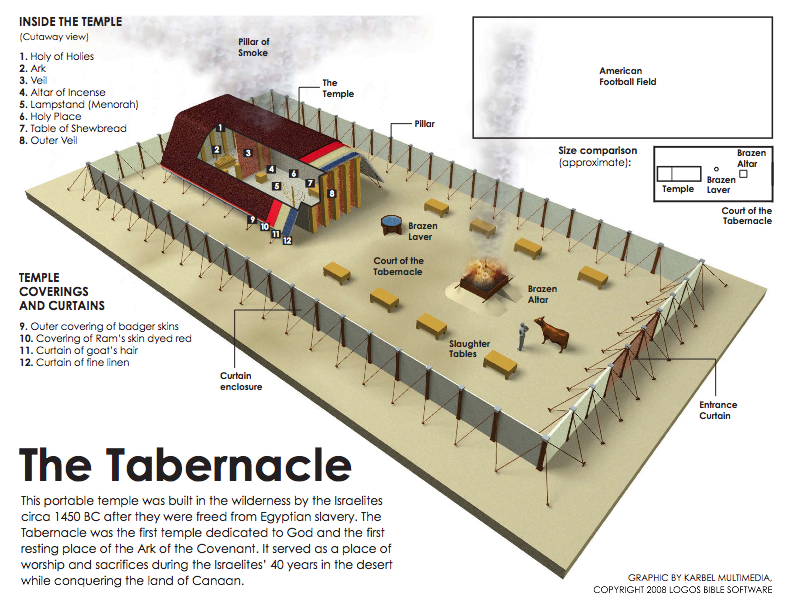 INSIDE THE TEMPLE
(Cutaway view)
1. Holy of Holies
2. Ark
3. Veil
4. Altar of Incense
5. Lampstand (Menorah)
6. Holy Place
7. Table of Shewbread
8. Outer Veil
Pillar of
Smoke
The
Temple
Pillar
American
Football Field
Size comparison
(approximate):
Brazen
Altar
Brazen
Laver
Temple
Court of the
Tabernacle
1
2
3
4
5
6
7
8
9
10
11
12
Brazen
Laver
Court of the
Tabernacle
Brazen
Altar
Slaughter
Tables
TEMPLE
COVERINGS
AND CURTAINS
9. Outer covering of badger skins
10. Covering of Ram's skin dyed red
11. Curtain of goat's hair
12. Curtain of fine linen
Curtain
enclosure
Entrance
Curtain
The Tabernacle
This portable temple was built in the wilderness by the Israelites
circa 1450 BC after they were freed from Egyptian slavery. The
Tabernacle was the first temple dedicated to God and the first
resting place of the Ark of the Covenant. It served as a place of
worship and sacrifices during the Israelites' 40 years in the desert
while conquering the land of Canaan.
GRAPHIC BY KARBEL MULTIMEDIA,
COPYRIGHT 2008 LOGOS BIBLE SOFTWARE